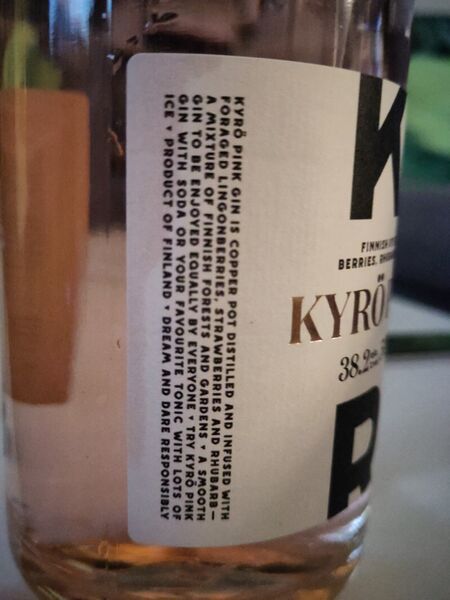 KYRÖ PINK GIN IS COPPER POT DISTILLED AND INFUSED WITH
FORAGED LINGONBERRIES, STRAWBERRIES AND RHUBARB—
A MIXTURE OF FINNISH FORESTS AND GARDENS • A SMOOTH
GIN TO BE ENJOYED EQUALLY BY EVERYONE • TRY KYRÖ PINK
GIN WITH SODA OR YOUR FAVOURITE TONIC WITH LOTS OF
ICE • PRODUCT OF FINLAND • DREAM AND DARE RESPONSIBLY
K
FINNISH
BERRIES,
KYRÖ
38.2
R